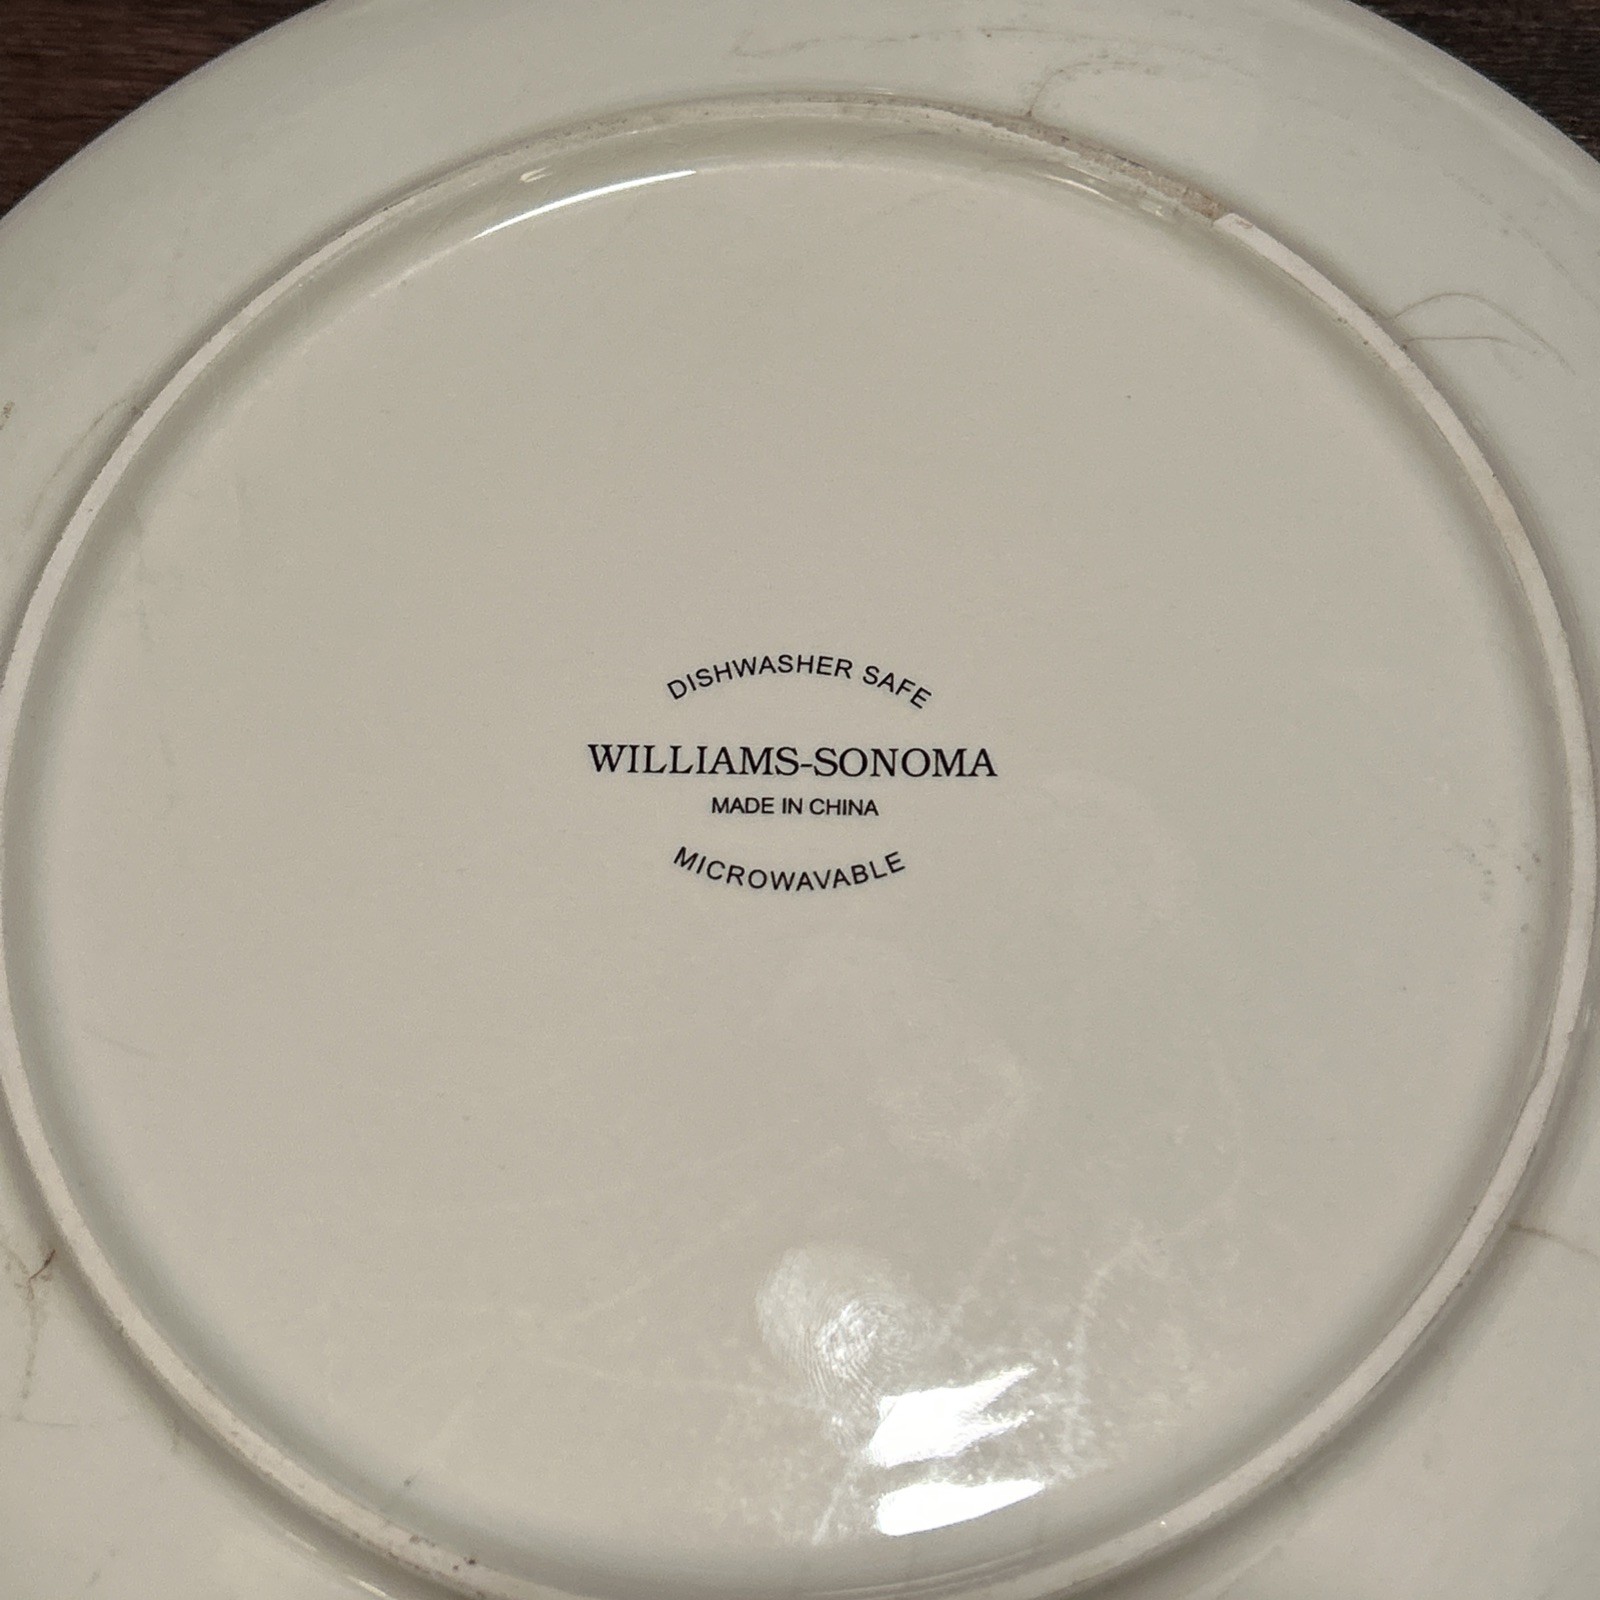 DISHWASHER SAFE
WILLIAMS-SONOMA
MADE IN CHINA
MICROWAVABLE